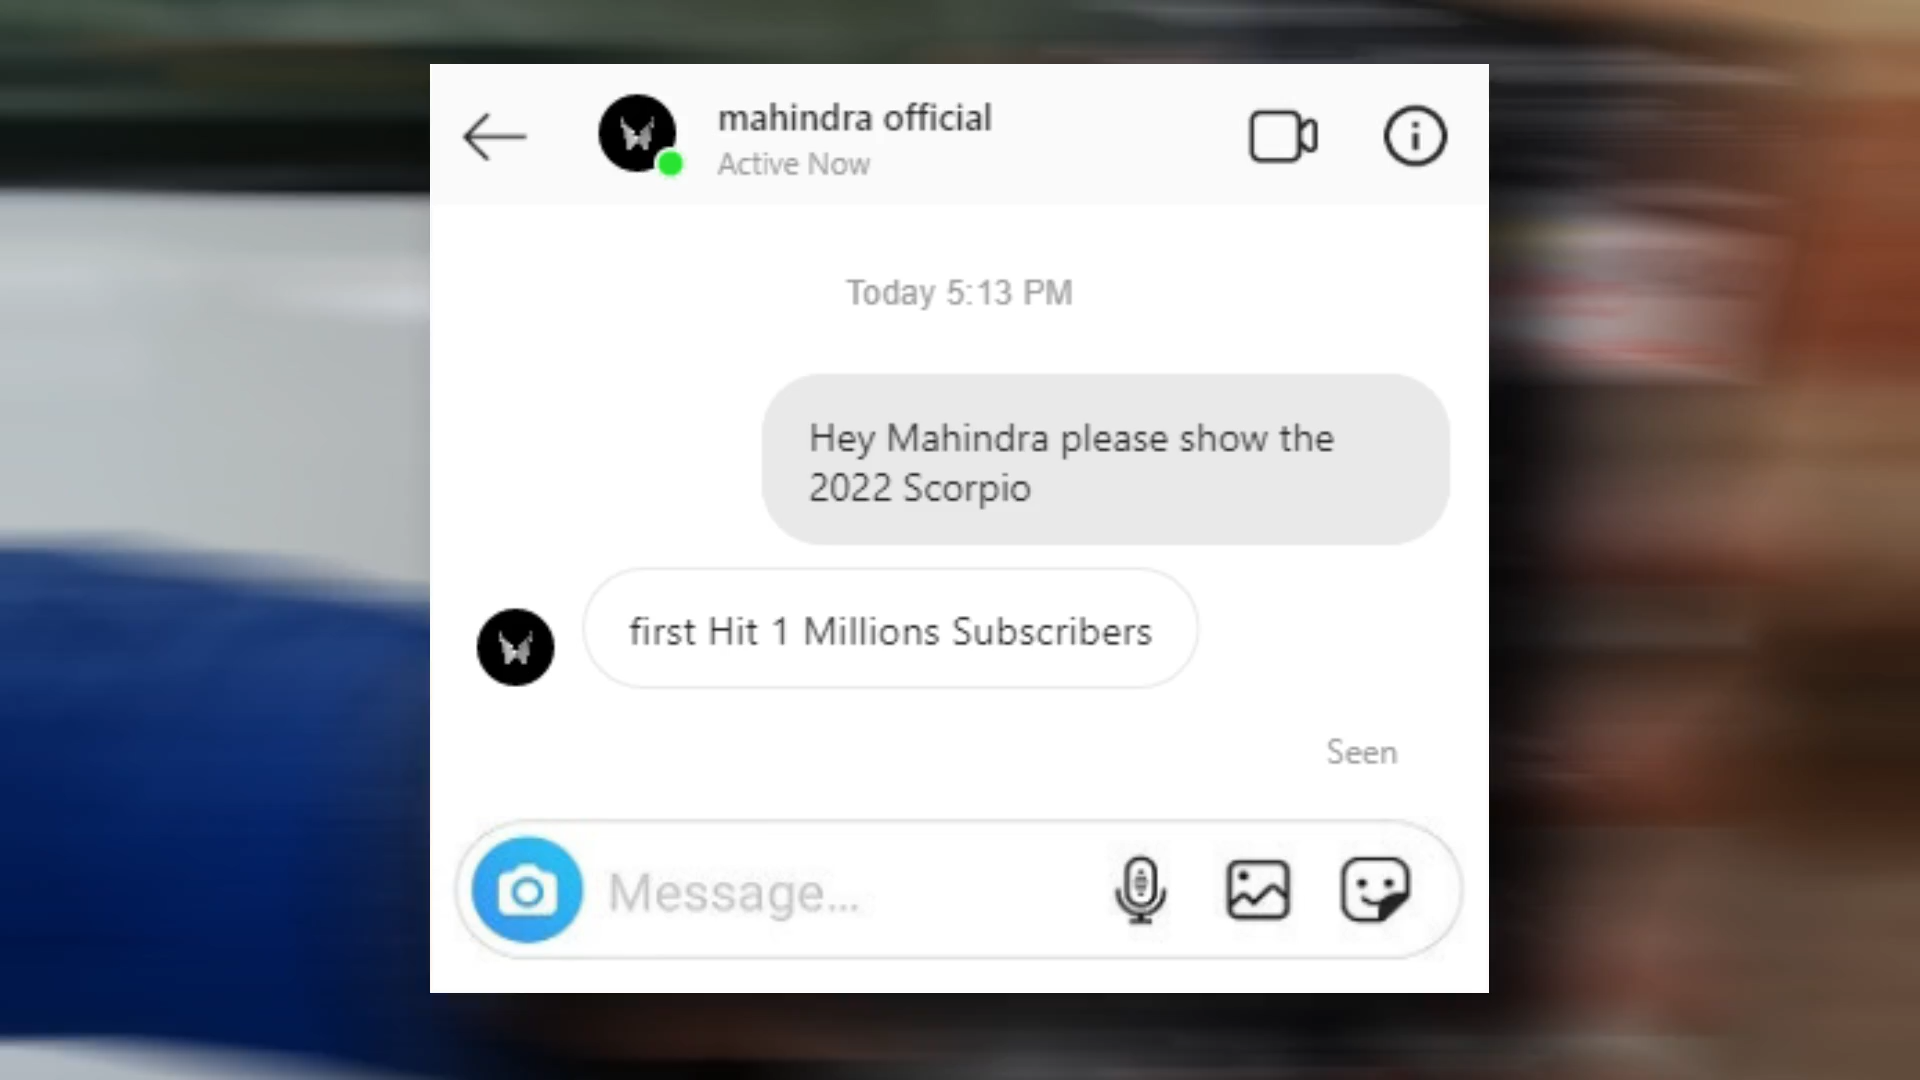 mahindra official
Active Now
Today 5:13 PM
Hey Mahindra please show the
2022 Scorpio
first Hit 1 Millions Subscribers
Seen
Message...